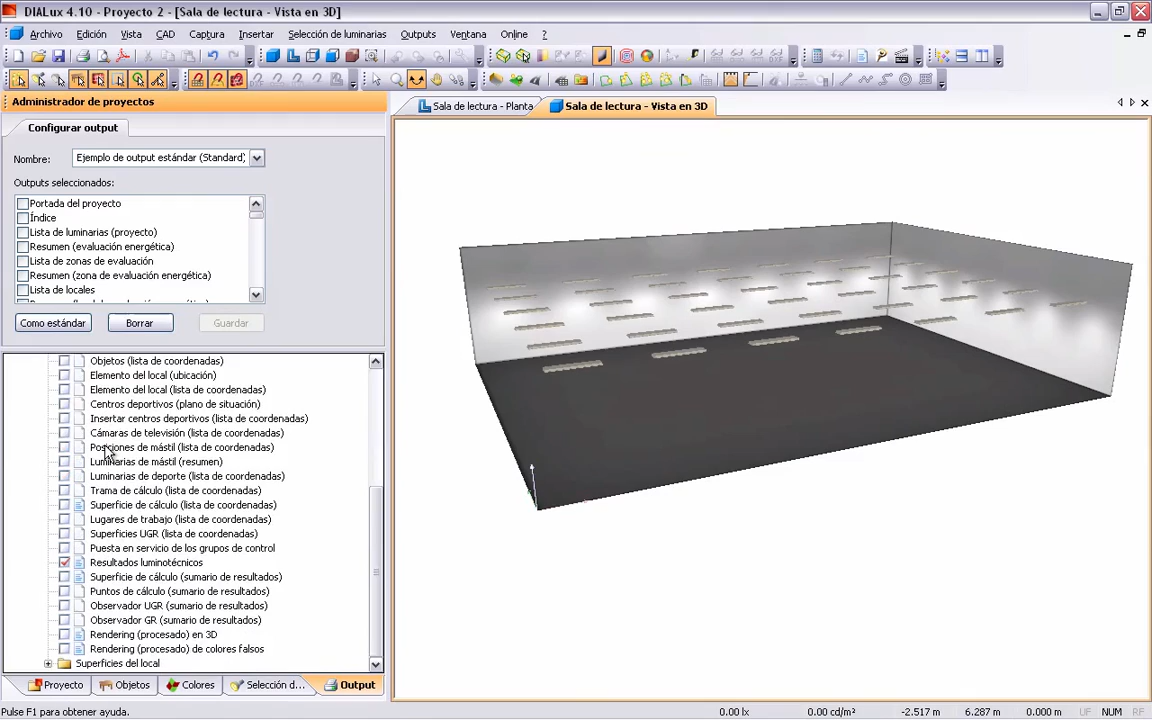 DIALux 4.10 - Proyecto 2 - [Sala de lectura - Vista en 3D]
Archivo Edición Vista CAD Captura Insertar Selección de luminarias Outputs Ventana Online ?
Administrador de proyectos
Sala de lectura - Planta
Sala de lectura - Vista en 3D
Configurar output
Nombre:
Ejemplo de output estándar (Standard)
Outputs seleccionados:
Portada del proyecto
Índice
Lista de luminarias (proyecto)
Resumen (evaluación energética)
Lista de zonas de evaluación
Resumen (zona de evaluación energética)
Lista de locales
Como estándar
Borrar
Guardar
Objetos (lista de coordenadas)
Elemento del local (ubicación)
Elemento del local (lista de coordenadas)
Centros deportivos (plano de situación)
Insertar centros deportivos (lista de coordenadas)
Cámaras de televisión (lista de coordenadas)
Posiciones de mástil (lista de coordenadas)
Luminarias de mástil (resumen)
Luminarias de deporte (lista de coordenadas)
Trama de cálculo (lista de coordenadas)
Superficie de cálculo (lista de coordenadas)
Lugares de trabajo (lista de coordenadas)
Superficies UGR (lista de coordenadas)
Puesta en servicio de los grupos de control
Resultados luminotécnicos
Superficie de cálculo (sumario de resultados)
Puntos de cálculo (sumario de resultados)
Observador UGR (sumario de resultados)
Observador GR (sumario de resultados)
Rendering (procesado) en 3D
Rendering (procesado) de colores falsos
Superficies del local
Proyecto Objetos Colores Selección d... Output
Pulse F1 para obtener ayuda.
0.00 lx 0.00 cd/m² -2.517 m 6.287 m 0.000 m UF NUM RF